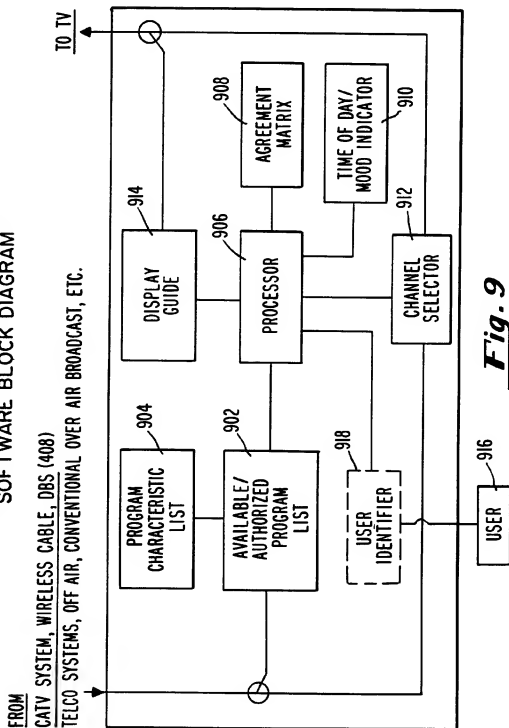 SOFTWARE BLOCK DIAGRAM
FROM
CATV SYSTEM, WIRELESS CABLE, DBS (408)
TELCO SYSTEMS, OFF AIR, CONVENTIONAL OVER AIR BROADCAST, ETC.
TO TV
904
PROGRAM
CHARACTERISTIC
LIST
914
DISPLAY
GUIDE
902
AVAILABLE/
AUTHORIZED
PROGRAM
LIST
906
PROCESSOR
908
AGREEMENT
MATRIX
918
USER
IDENTIFIER
910
TIME OF DAY/
MOOD INDICATOR
912
CHANNEL
SELECTOR
916
USER
Fig. 9